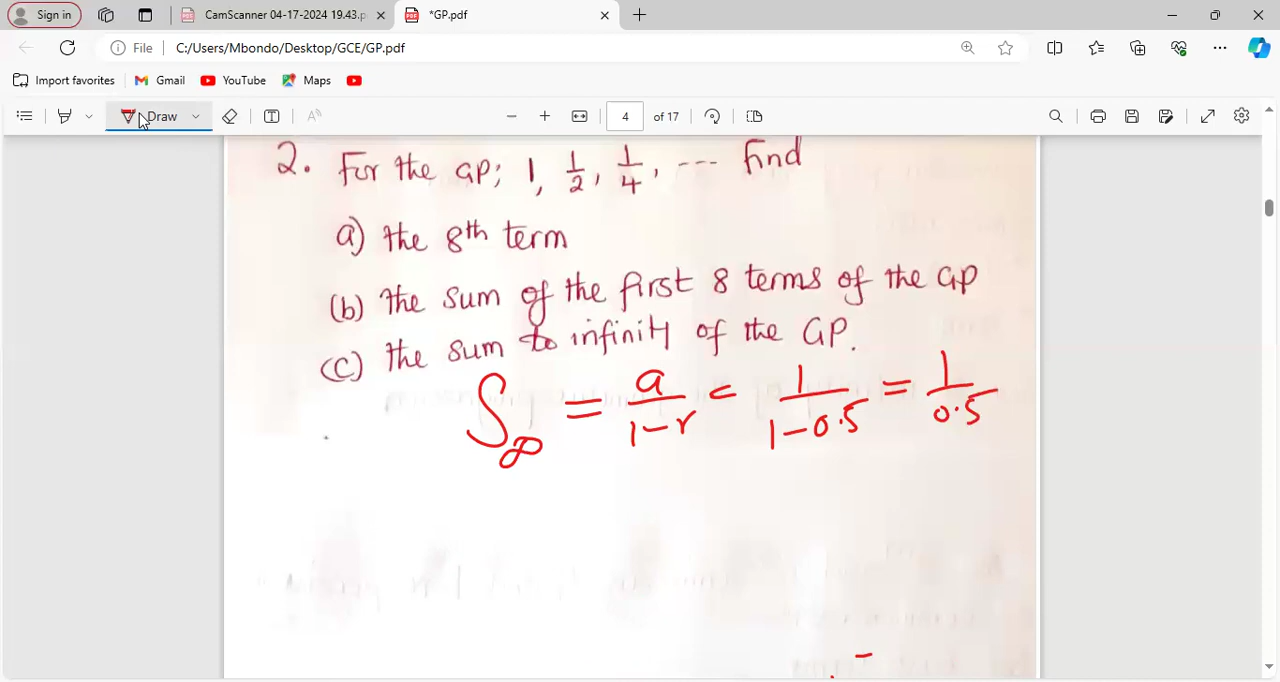 Sign in
CamScanner 04-17-2024 19.43.p
*GP.pdf
File
C:/Users/Mbondo/Desktop/GCE/GP.pdf
Import favorites
Gmail
YouTube
Maps
Draw
4
of 17
2. For the GP; 1, 1/2, 1/4, --- find
a) the 8th term
(b) the sum of the first 8 terms of the GP
(c) the sum to infinity of the GP.
S∞ = a/1-r = 1/1-0.5 = 1/0.5